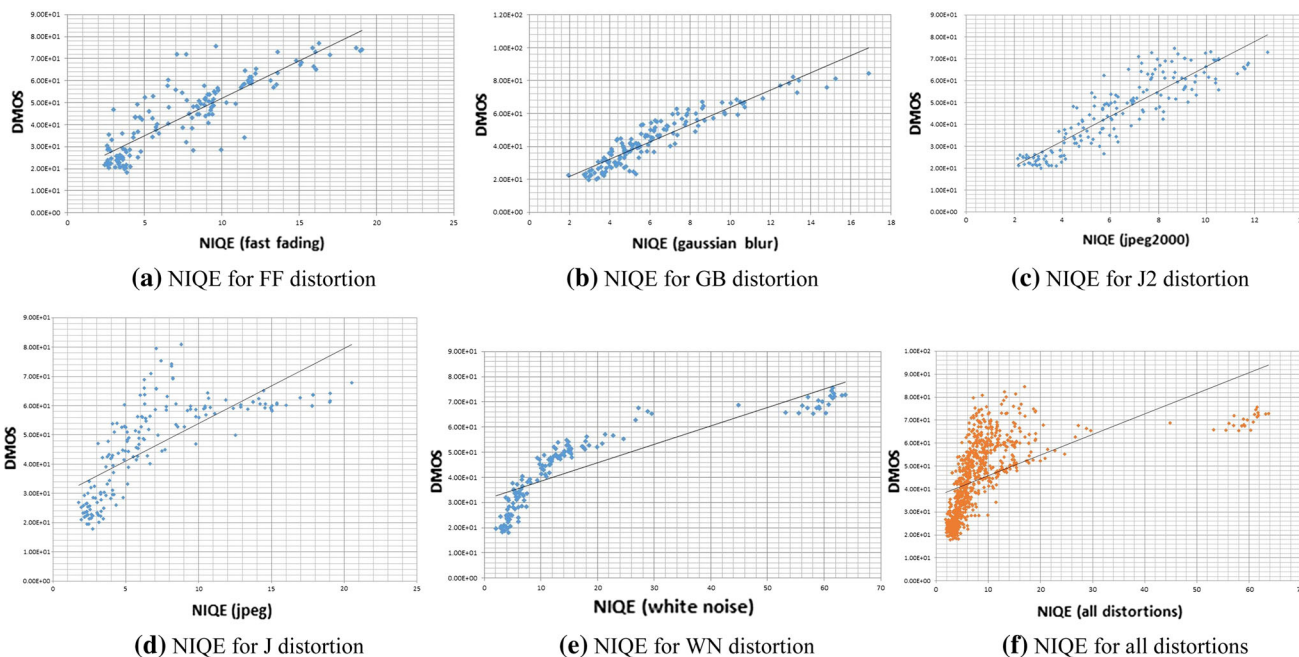 9.00E+01
8.00E+01
7.00E+01
6.00E+01
5.00E+01
4.00E+01
3.00E+01
2.00E+01
1.00E+01
0.00E+00
DMOS
0 5 10 15 20 25
NIQE (fast fading)
(a) NIQE for FF distortion
1.20E+02
1.00E+02
8.00E+01
6.00E+01
4.00E+01
2.00E+01
0.00E+00
DMOS
0 2 4 6 8 10 12 14 16 18
NIQE (gaussian blur)
(b) NIQE for GB distortion
9.00E+01
8.00E+01
7.00E+01
6.00E+01
5.00E+01
4.00E+01
3.00E+01
2.00E+01
1.00E+01
0.00E+00
DMOS
0 2 4 6 8 10 12
NIQE (jpeg2000)
(c) NIQE for J2 distortion
9.00E+01
8.00E+01
7.00E+01
6.00E+01
5.00E+01
4.00E+01
3.00E+01
2.00E+01
1.00E+01
0.00E+00
DMOS
0 5 10 15 20 25
NIQE (jpeg)
(d) NIQE for J distortion
9.00E+01
8.00E+01
7.00E+01
6.00E+01
5.00E+01
4.00E+01
3.00E+01
2.00E+01
1.00E+01
0.00E+00
DMOS
0 10 20 30 40 50 60 70
NIQE (white noise)
(e) NIQE for WN distortion
1.00E+02
9.00E+01
8.00E+01
7.00E+01
6.00E+01
5.00E+01
4.00E+01
3.00E+01
2.00E+01
1.00E+01
0.00E+00
DMOS
0 10 20 30 40 50 60
NIQE (all distortions)
(f) NIQE for all distortions